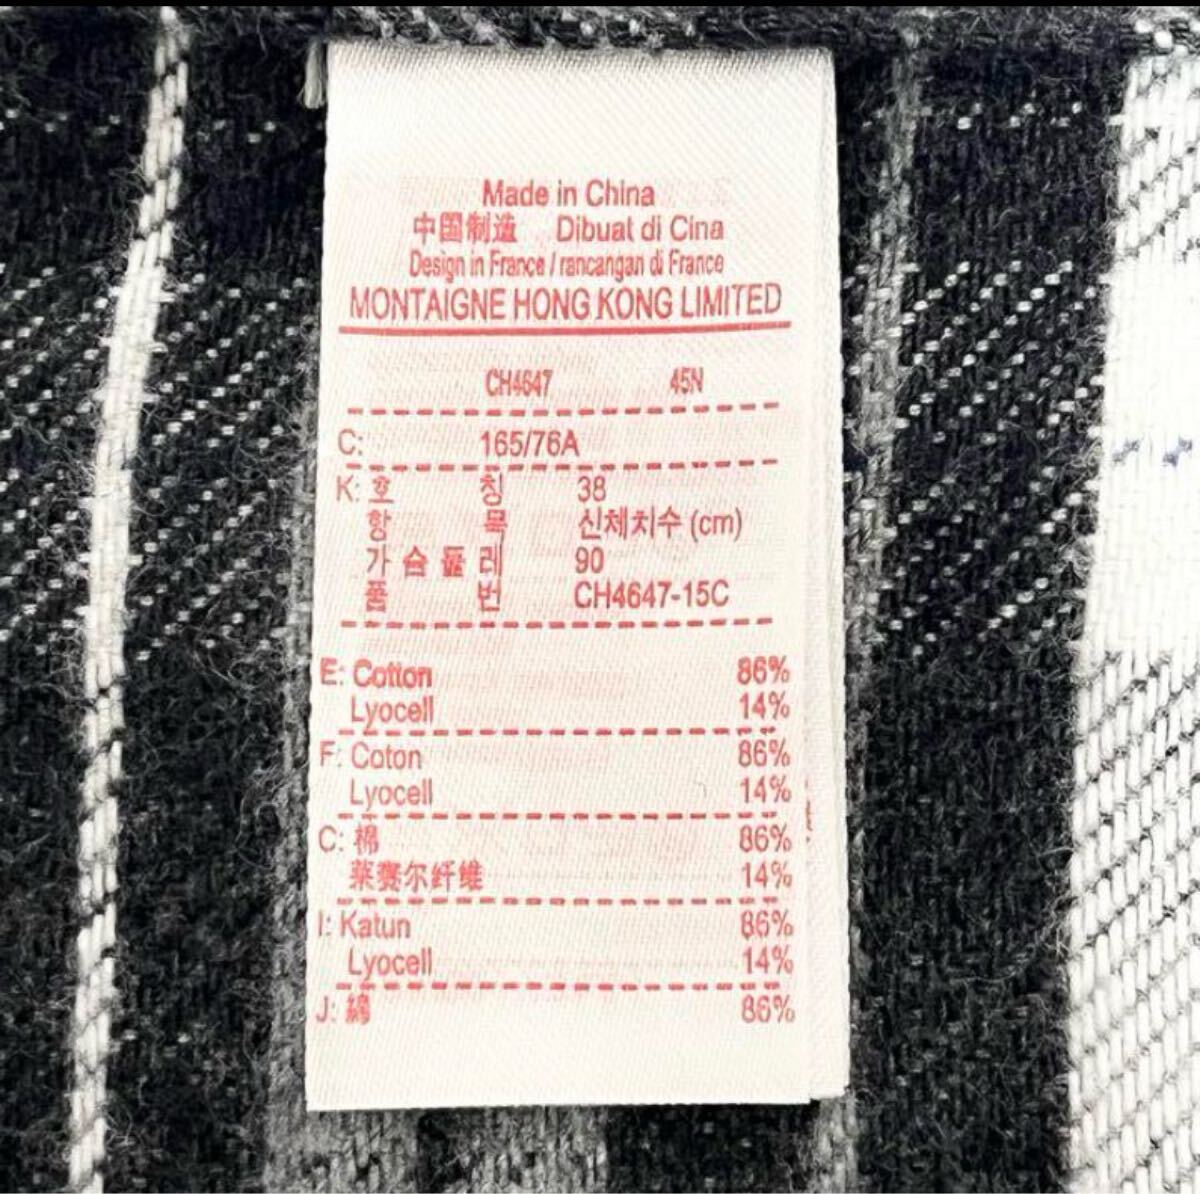 Made in China
中国制造 Dibuat di Cina
Design in France / rancangan di France
MONTAIGNE HONG KONG LIMITED
CH4647 45N
C: 165/76A
K: 호 칭 38
항 목 신체치수 (cm)
가슴둘레 90
품 번 CH4647-15C
E: Cotton 86%
Lyocell 14%
F: Coton 86%
Lyocell 14%
C: 棉 86%
莱赛尔纤维 14%
I: Katun 86%
Lyocell 14%
J: 綿 86%